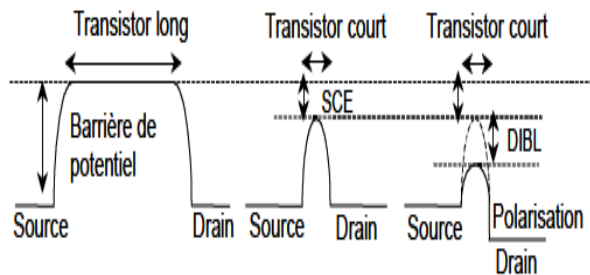 Transistor long
Transistor court
Transistor court
SCE
Barrière de
potentiel
DIBL
Source
Drain
Source
Drain
Source
Polarisation
Drain